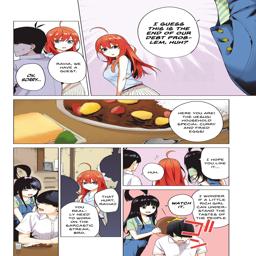 I GUESS
THIS IS THE
END OF OUR
DEBT PROB-
LEM, HUH?
RAIHA, WE
HAVE A
GUEST.
OH,
SORRY...
HERE YOU ARE!
THE UESUGI
HOUSEHOLD
SPECIAL CURRY
AND FRIED
EGGS!
I HOPE
YOU LIKE
IT...
HUH...
THAT
HURT,
RAIHA!
YOU
REAL-
LY NEED
TO WORK
ON THE
SARCASTIC
STREAK,
BRO.
I WONDER
IF A LITTLE
RICH GIRL
CAN UNDER-
STAND THE
TASTES OF
THE PEOPLE.
WATCH
IT.